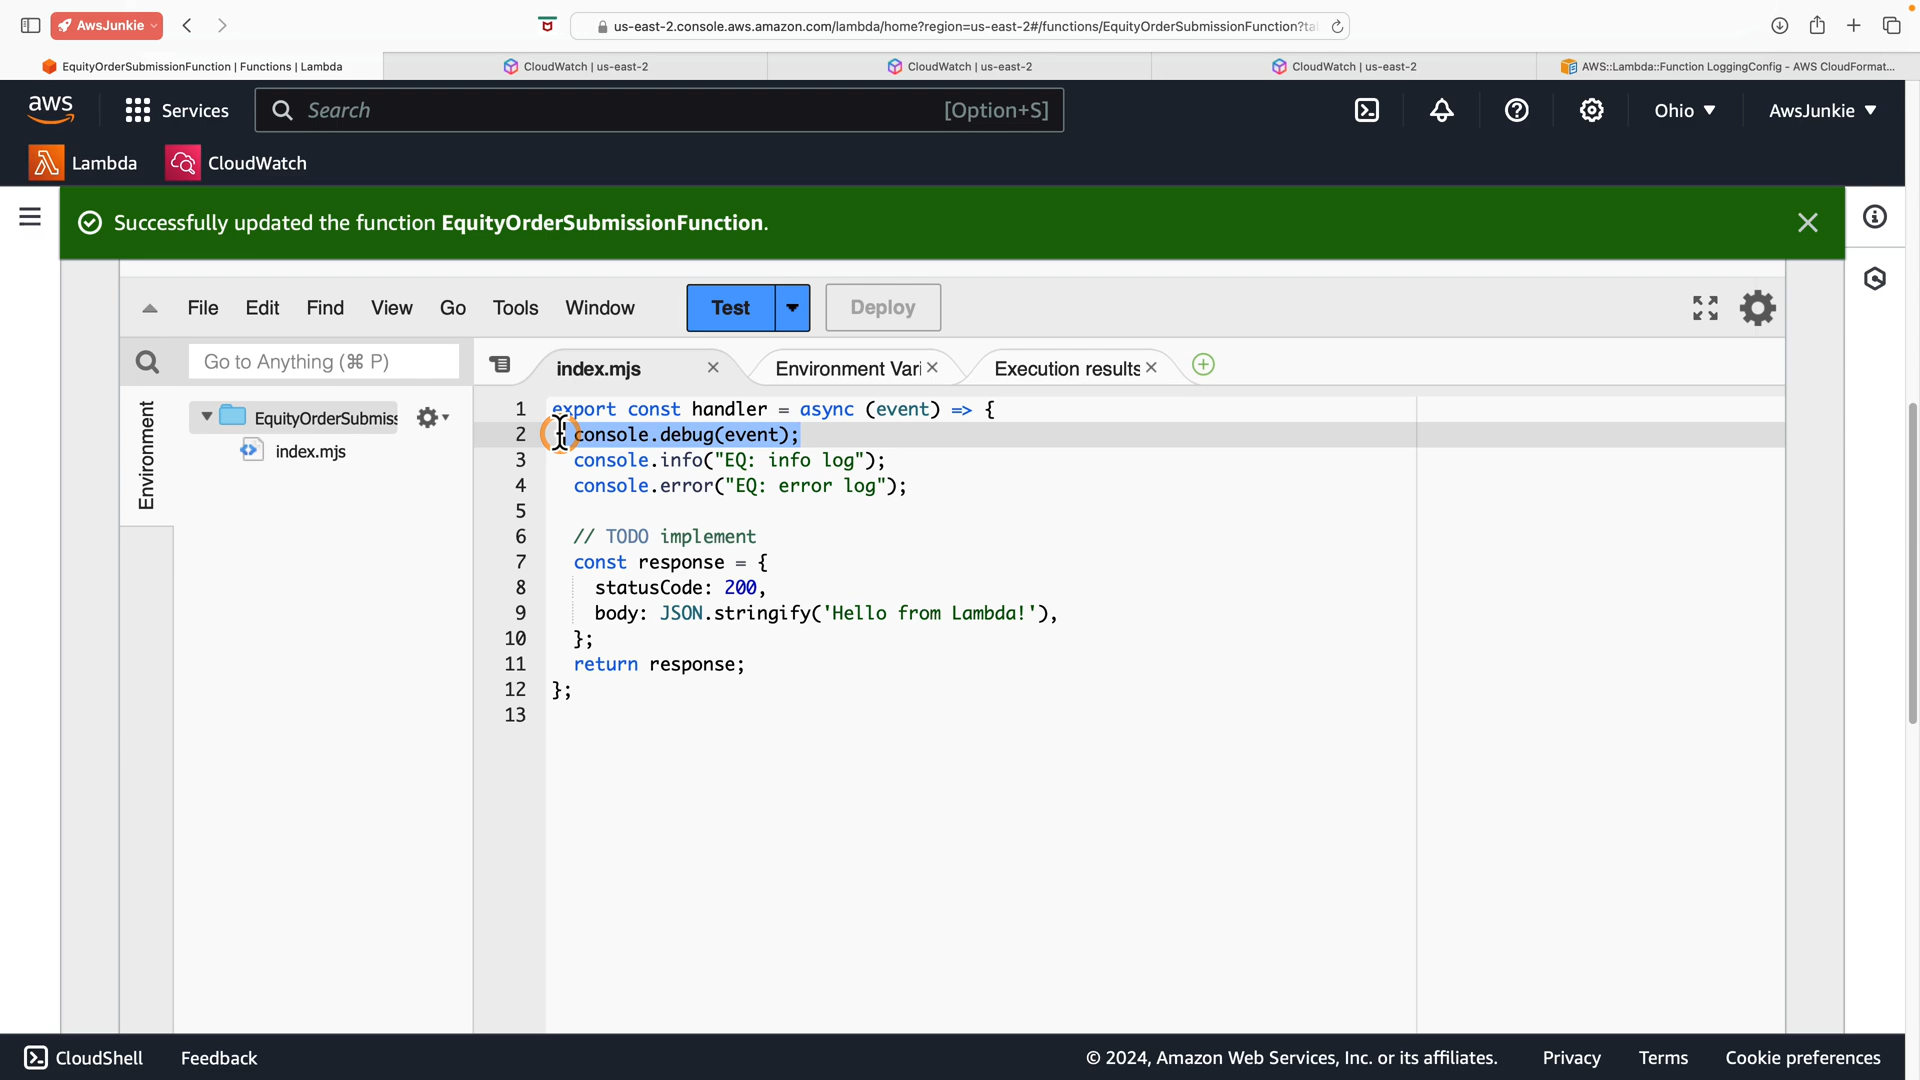 AwsJunkie
us-east-2.console.aws.amazon.com/lambda/home?region=us-east-2#/functions/EquityOrderSubmissionFunction?ta
EquityOrderSubmissionFunction | Functions | Lambda
CloudWatch | us-east-2
CloudWatch | us-east-2
CloudWatch | us-east-2
AWS::Lambda::Function LoggingConfig - AWS CloudFormat...
aws
Services
Search
[Option+S]
Ohio
AwsJunkie
Lambda
CloudWatch
Successfully updated the function EquityOrderSubmissionFunction.
File Edit Find View Go Tools Window
Test
Deploy
Go to Anything (⌘ P)
index.mjs
Environment Vari
Execution results
Environment
EquityOrderSubmiss
index.mjs
1 export const handler = async (event) => {
2 console.debug(event);
3 console.info("EQ: info log");
4 console.error("EQ: error log");
5
6 // TODO implement
7 const response = {
8 statusCode: 200,
9 body: JSON.stringify('Hello from Lambda!'),
10 };
11 return response;
12 };
13
CloudShell
Feedback
© 2024, Amazon Web Services, Inc. or its affiliates.
Privacy
Terms
Cookie preferences